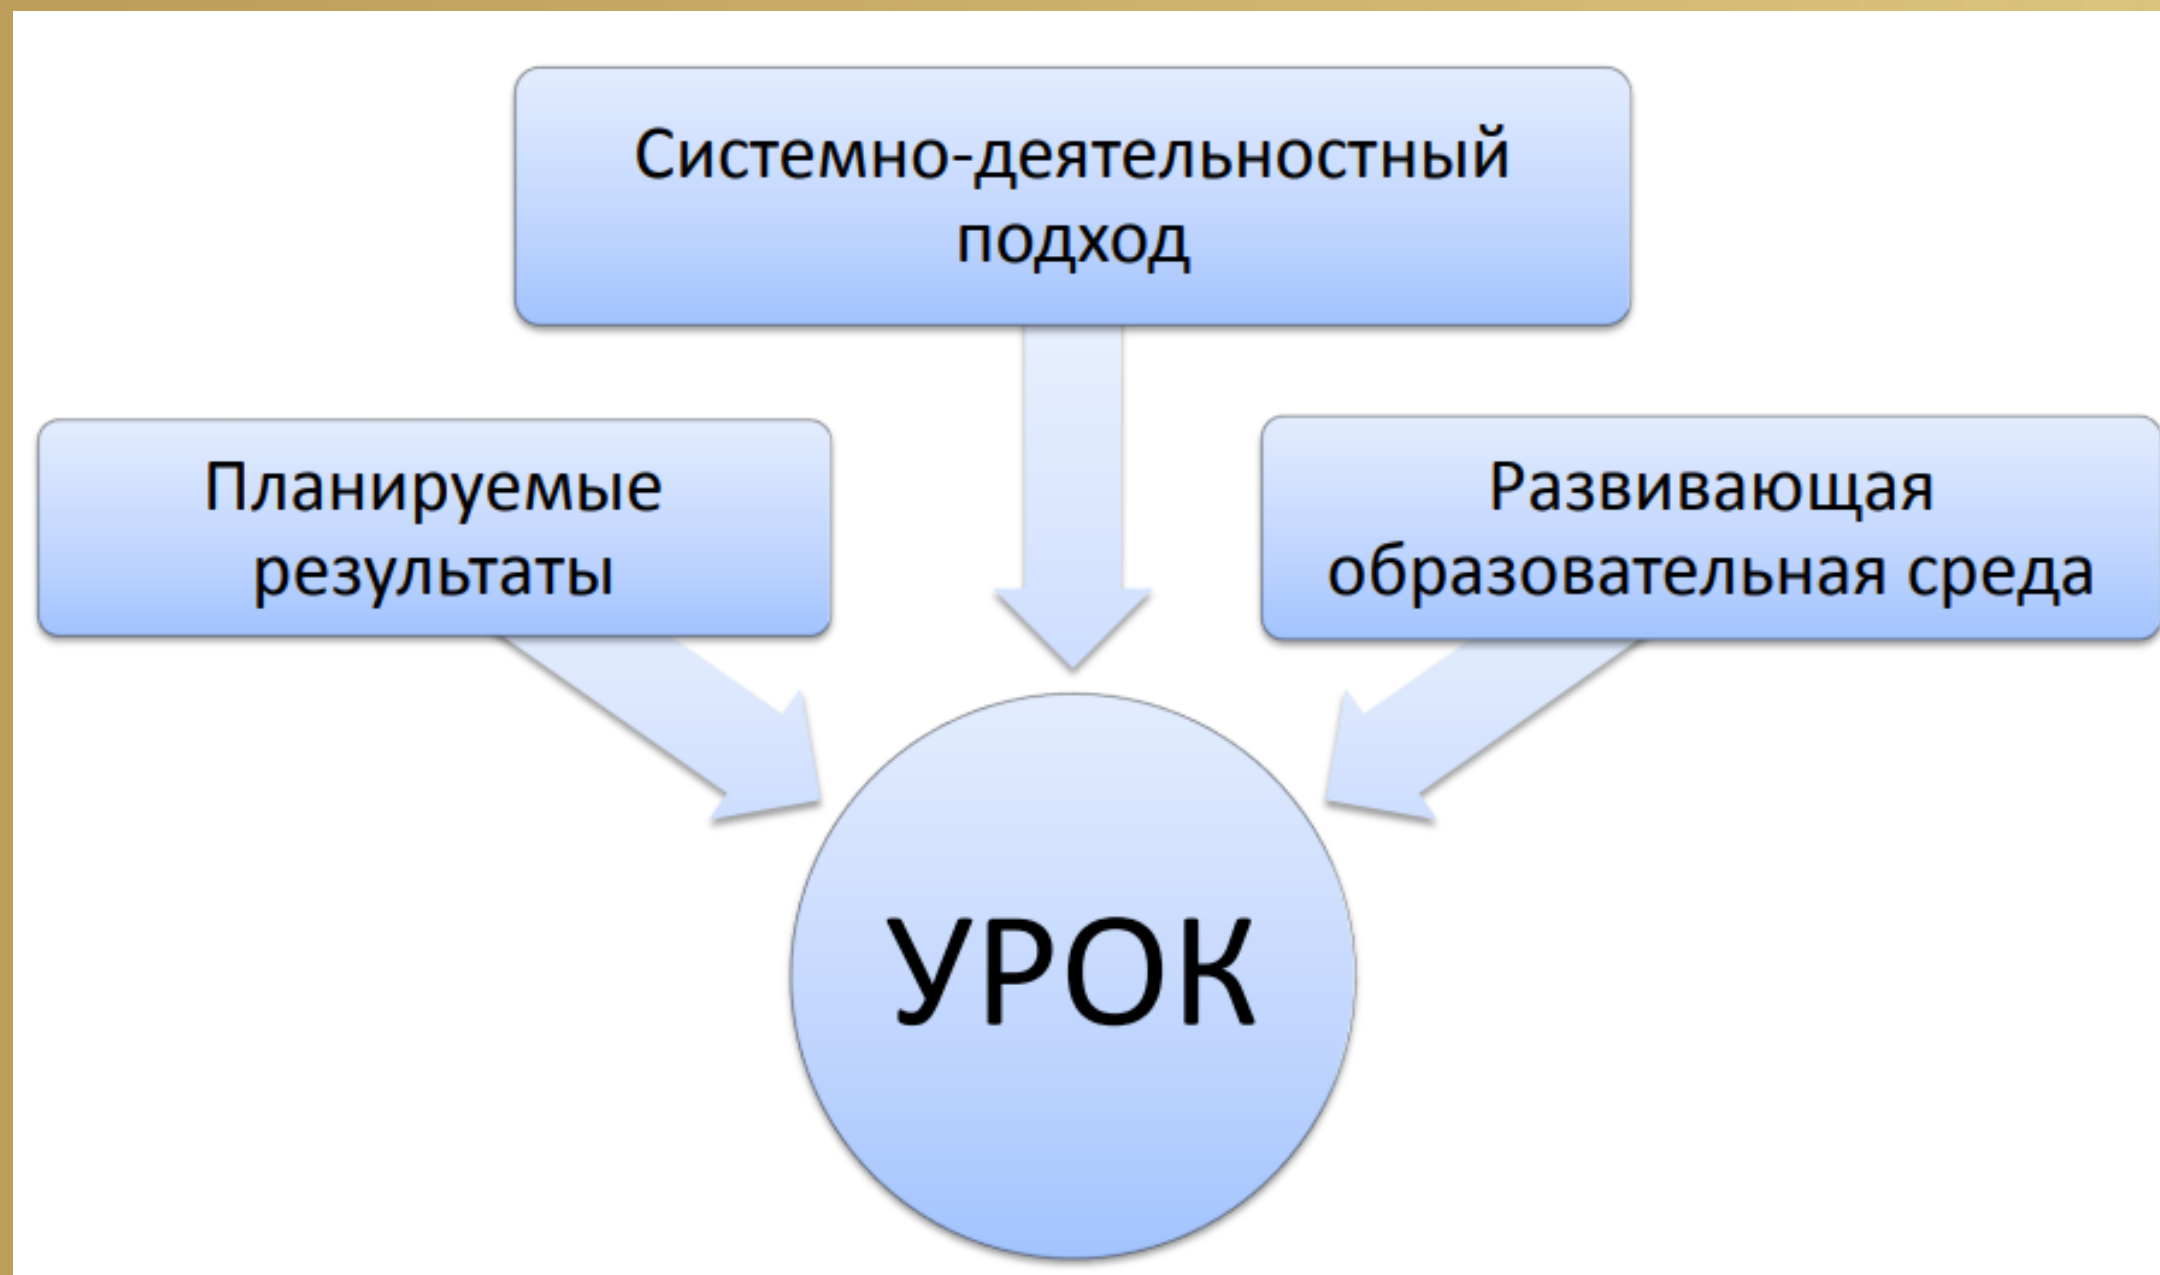 Системно-деятельностный
подход
Планируемые
результаты
Развивающая
образовательная среда
УРОК